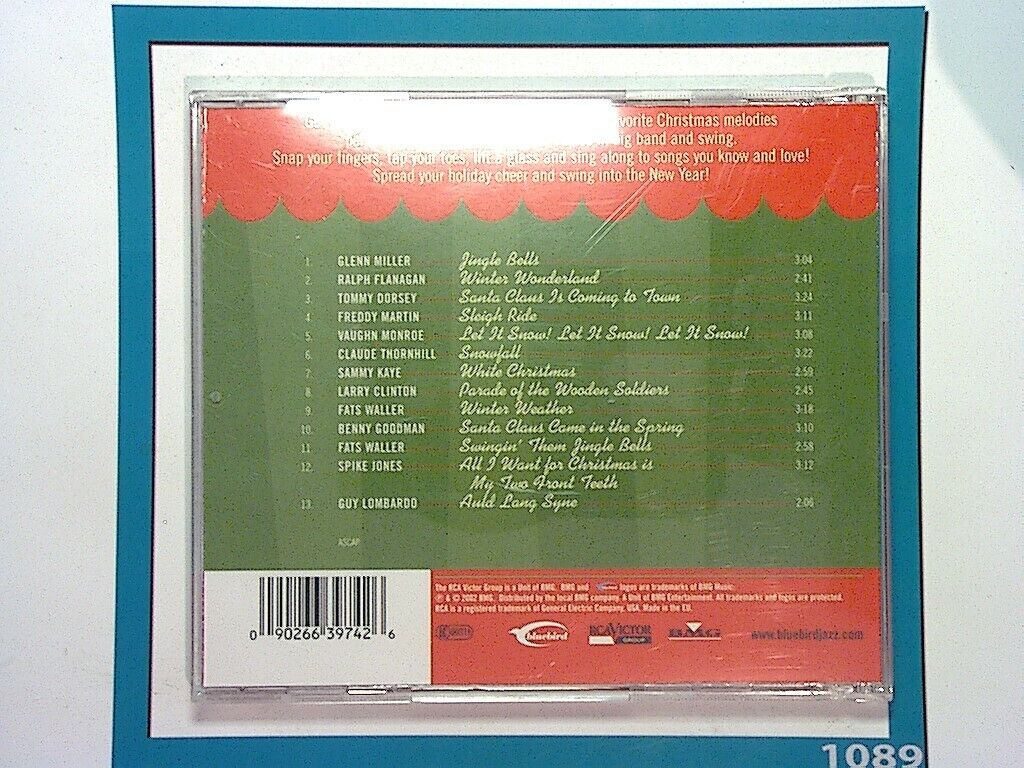 favorite Christmas melodies
big band and swing.
Snap your fingers, tap your toes, lift a glass and sing along to songs you know and love!
Spread your holiday cheer and swing into the New Year!
1. GLENN MILLER Jingle Bells 3:04
2. RALPH FLANAGAN Winter Wonderland 2:41
3. TOMMY DORSEY Santa Claus Is Coming to Town 3:24
4. FREDDY MARTIN Sleigh Ride 3:11
5. VAUGHN MONROE Let It Snow! Let It Snow! Let It Snow! 3:08
6. CLAUDE THORNHILL Snowfall 3:22
7. SAMMY KAYE White Christmas 2:59
8. LARRY CLINTON Parade of the Wooden Soldiers 2:45
9. FATS WALLER Winter Weather 3:18
10. BENNY GOODMAN Santa Claus Came in the Spring 3:10
11. FATS WALLER Swingin' Them Jingle Bells 2:58
12. SPIKE JONES All I Want for Christmas is 3:12
My Two Front Teeth
13. GUY LOMBARDO Auld Lang Syne 2:06
ASCAP
The RCA Victor Group is a Unit of BMG. BMG and logos are trademarks of BMG Music.
℗ & © 2002 BMG. Distributed by the local BMG company. A Unit of BMG Entertainment. All trademarks and logos are protected.
RCA is a registered trademark of General Electric Company, USA. Made in the EU.
0 90266 39742 6
bluebird RCA VICTOR GROUP BMG www.bluebirdjazz.com
1089